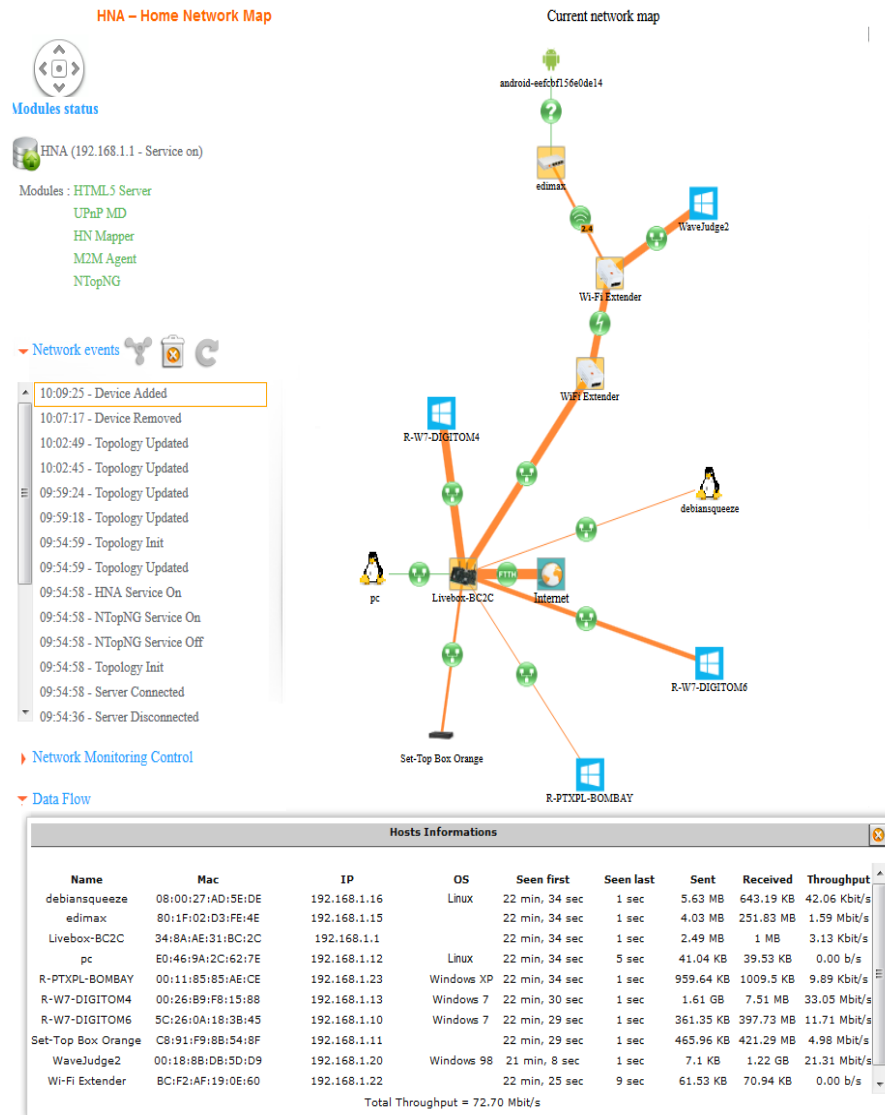 HNA – Home Network Map
Current network map
Modules status
HNA (192.168.1.1 - Service on)
Modules : HTML5 Server
UPnP MD
HN Mapper
M2M Agent
NTopNG
Network events
10:09:25 - Device Added
10:07:17 - Device Removed
10:02:49 - Topology Updated
10:02:45 - Topology Updated
09:59:24 - Topology Updated
09:59:18 - Topology Updated
09:54:59 - Topology Init
09:54:59 - Topology Updated
09:54:58 - HNA Service On
09:54:58 - NTopNG Service On
09:54:58 - NTopNG Service Off
09:54:58 - Topology Init
09:54:58 - Server Connected
09:54:36 - Server Disconnected
Network Monitoring Control
Data Flow
android-eefcbf156e0de14
?
edimax
2.4
WaveJudge2
Wi-Fi Extender
WiFi Extender
R-W7-DIGITOM4
debiansqueeze
pc
Livebox-BC2C
FTTH
Internet
R-W7-DIGITOM6
Set-Top Box Orange
R-PTXPL-BOMBAY
Hosts Informations
Name Mac IP OS Seen first Seen last Sent Received Throughput
debiansqueeze 08:00:27:AD:5E:DE 192.168.1.16 Linux 22 min, 34 sec 1 sec 5.63 MB 643.19 KB 42.06 Kbit/s
edimax 80:1F:02:D3:FE:4E 192.168.1.15 22 min, 34 sec 1 sec 4.03 MB 251.83 MB 1.59 Mbit/s
Livebox-BC2C 34:8A:AE:31:BC:2C 192.168.1.1 22 min, 34 sec 1 sec 2.49 MB 1 MB 3.13 Kbit/s
pc E0:46:9A:2C:62:7E 192.168.1.12 Linux 22 min, 34 sec 5 sec 41.04 KB 39.53 KB 0.00 b/s
R-PTXPL-BOMBAY 00:11:85:85:AE:CE 192.168.1.23 Windows XP 22 min, 34 sec 1 sec 959.64 KB 1009.5 KB 9.89 Kbit/s
R-W7-DIGITOM4 00:26:B9:F8:15:88 192.168.1.13 Windows 7 22 min, 30 sec 1 sec 1.61 GB 7.51 MB 33.05 Mbit/s
R-W7-DIGITOM6 5C:26:0A:18:3B:45 192.168.1.10 Windows 7 22 min, 29 sec 1 sec 361.35 KB 397.73 MB 11.71 Mbit/s
Set-Top Box Orange C8:91:F9:8B:54:8F 192.168.1.11 22 min, 29 sec 1 sec 465.96 KB 421.29 MB 4.98 Mbit/s
WaveJudge2 00:18:8B:DB:5D:D9 192.168.1.20 Windows 98 21 min, 8 sec 1 sec 7.1 KB 1.22 GB 21.31 Mbit/s
Wi-Fi Extender BC:F2:AF:19:0E:60 192.168.1.22 22 min, 25 sec 9 sec 61.53 KB 70.94 KB 0.00 b/s
Total Throughput = 72.70 Mbit/s